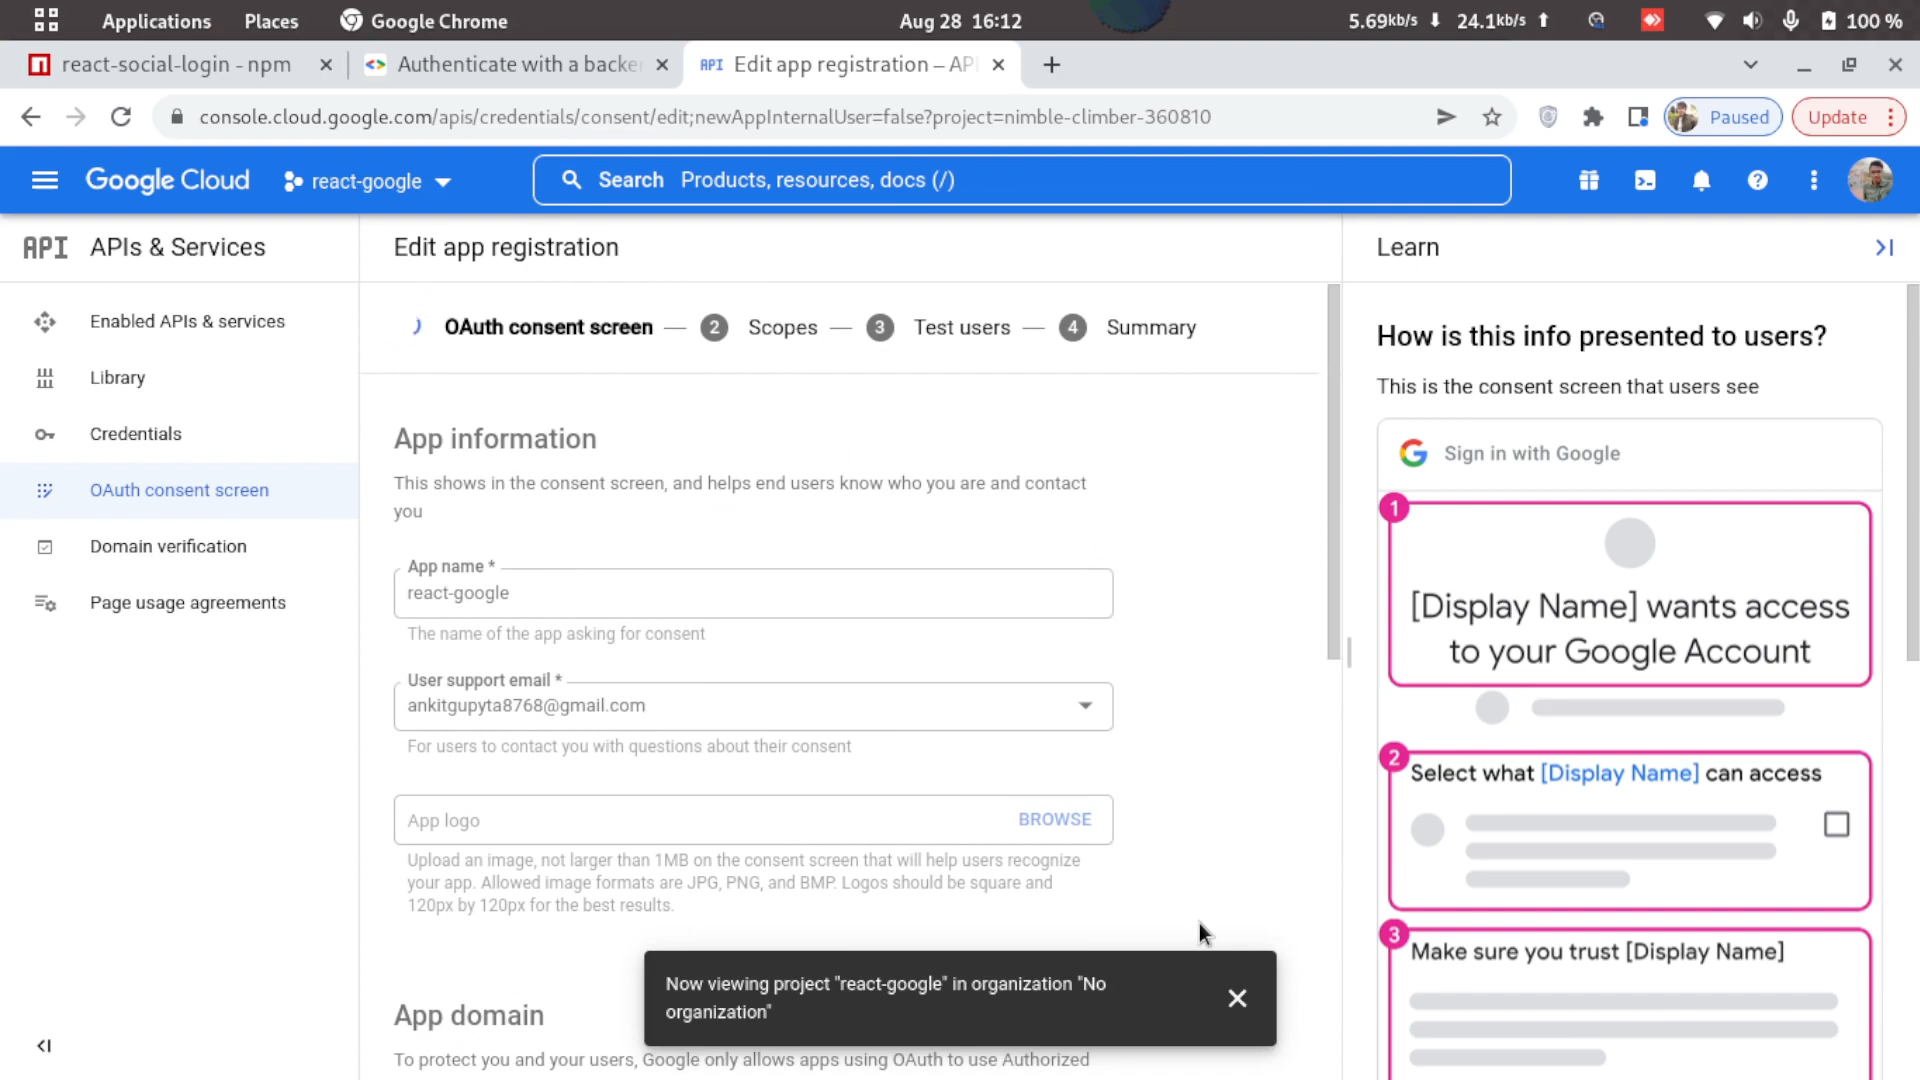 Applications Places Google Chrome Aug 28 16:12 5.69kb/s 24.1kb/s 100 %
react-social-login - npm Authenticate with a backe Edit app registration – AP
console.cloud.google.com/apis/credentials/consent/edit;newAppInternalUser=false?project=nimble-climber-360810 Paused Update
Google Cloud react-google Search Products, resources, docs (/)
API APIs & Services
Enabled APIs & services
Library
Credentials
OAuth consent screen
Domain verification
Page usage agreements
Edit app registration
OAuth consent screen — 2 Scopes — 3 Test users — 4 Summary
App information
This shows in the consent screen, and helps end users know who you are and contact
you
App name *
react-google
The name of the app asking for consent
User support email *
ankitgupyta8768@gmail.com
For users to contact you with questions about their consent
App logo BROWSE
Upload an image, not larger than 1MB on the consent screen that will help users recognize
your app. Allowed image formats are JPG, PNG, and BMP. Logos should be square and
120px by 120px for the best results.
App domain
To protect you and your users, Google only allows apps using OAuth to use Authorized
Now viewing project "react-google" in organization "No
organization"
Learn
How is this info presented to users?
This is the consent screen that users see
Sign in with Google
1
[Display Name] wants access
to your Google Account
2
Select what [Display Name] can access
3
Make sure you trust [Display Name]